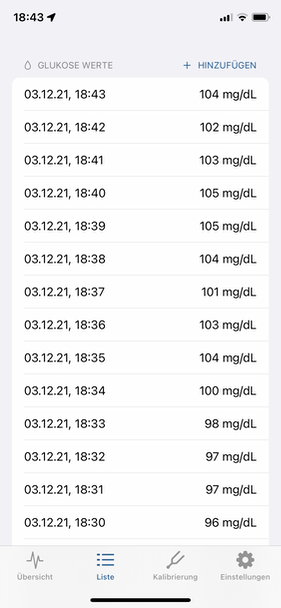 18:43
GLUKOSE WERTE + HINZUFÜGEN
03.12.21, 18:43 104 mg/dL
03.12.21, 18:42 102 mg/dL
03.12.21, 18:41 103 mg/dL
03.12.21, 18:40 105 mg/dL
03.12.21, 18:39 105 mg/dL
03.12.21, 18:38 104 mg/dL
03.12.21, 18:37 101 mg/dL
03.12.21, 18:36 103 mg/dL
03.12.21, 18:35 104 mg/dL
03.12.21, 18:34 100 mg/dL
03.12.21, 18:33 98 mg/dL
03.12.21, 18:32 97 mg/dL
03.12.21, 18:31 97 mg/dL
03.12.21, 18:30 96 mg/dL
Übersicht Liste Kalibrierung Einstellungen